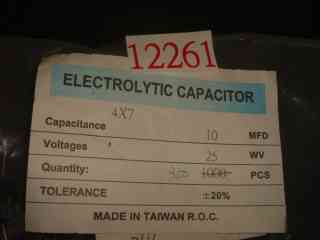 12261
ELECTROLYTIC CAPACITOR
4X7
Capacitance 10 MFD
Voltages 25 WV
Quantity: 1000 PCS
TOLERANCE ±20%
MADE IN TAIWAN R.O.C.